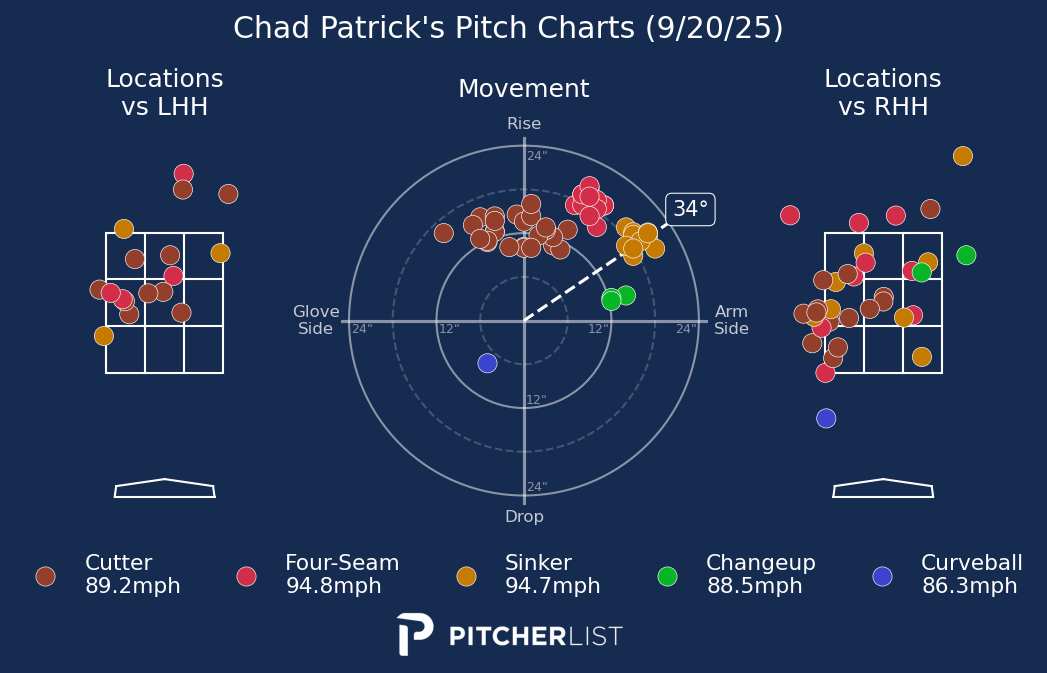 Chad Patrick's Pitch Charts (9/20/25)
Locations
vs LHH
Movement
Locations
vs RHH
Rise
24"
34°
Glove
Side
24"
12"
12"
24"
Arm
Side
12"
24"
Drop
Cutter
89.2mph
Four-Seam
94.8mph
Sinker
94.7mph
Changeup
88.5mph
Curveball
86.3mph
PITCHERLIST